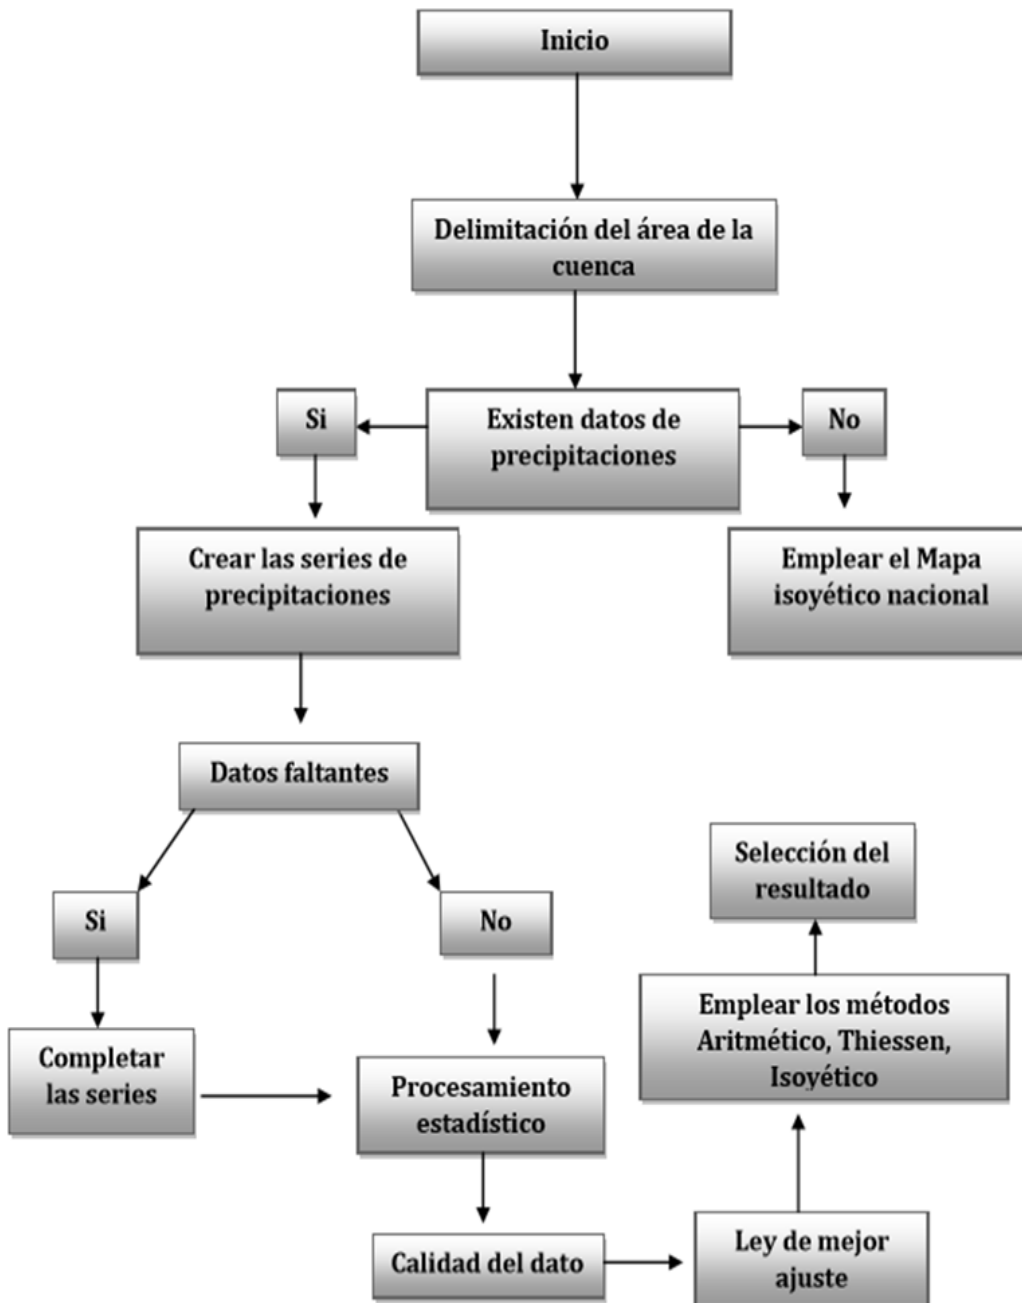 Inicio
Delimitación del área de la
cuenca
Si
Existen datos de
precipitaciones
No
Crear las series de
precipitaciones
Emplear el Mapa
isoyético nacional
Datos faltantes
Si
No
Selección del
resultado
Completar
las series
Procesamiento
estadístico
Emplear los métodos
Aritmético, Thiessen,
Isoyético
Calidad del dato
Ley de mejor
ajuste